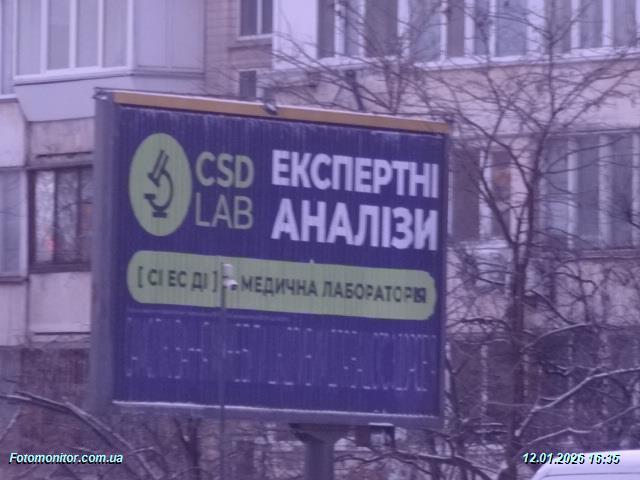 CSD
LAB
ЕКСПЕРТНІ
АНАЛІЗИ
[ СІ ЕС ДІ ] МЕДИЧНА ЛАБОРАТОРІЯ
Fotomonitor.com.ua
12.01.2026 16:35